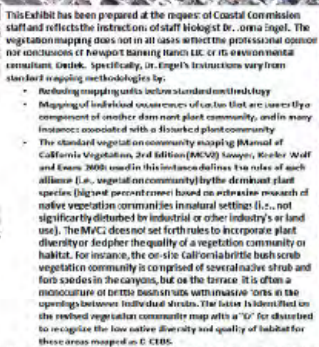 This Exhibit has been prepared at the request of Coastal Commission
staff and reflects the instructions of staff biologist Dr. Jonna Engel. The
vegetation mapping does not in all cases reflect the professional opinion
nor conclusions of Newport Banning Ranch LLC or its environmental
consultant Dudek. Specifically, Dr. Engel's instructions vary from
standard mapping methodologies by:
• Reducing mapping units below standard methodology
• Mapping of individual occurrences of cactus that are currently a
component of another dominant plant community, and in many
instances associated with a disturbed plant community
• The standard vegetation community mapping (Manual of
California Vegetation, 2nd Edition (MCV2) Sawyer, Keeler Wolf
and Evens 2009) used in this instance defines the rules of each
alliance (i.e., vegetation community) by the dominant plant
species (highest percent cover) based on extensive research of
native vegetation communities in natural settings (i.e., not
significantly disturbed by industrial or other industry's or land
use). The MVC2 does not set forth rules to incorporate plant
diversity or decipher the quality of a vegetation community or
habitat. For instance, the on-site California brittle bush scrub
vegetation community is comprised of several native shrub and
forb species in the canyons, but on the terrace it is often a
monoculture of brittle bush shrubs with invasive forbs in the
openings between individual shrubs. The latter is identified on
the revised vegetation community map with a "D" for disturbed
to recognize the low native diversity and quality of habitat for
these areas mapped as D-CEBS.